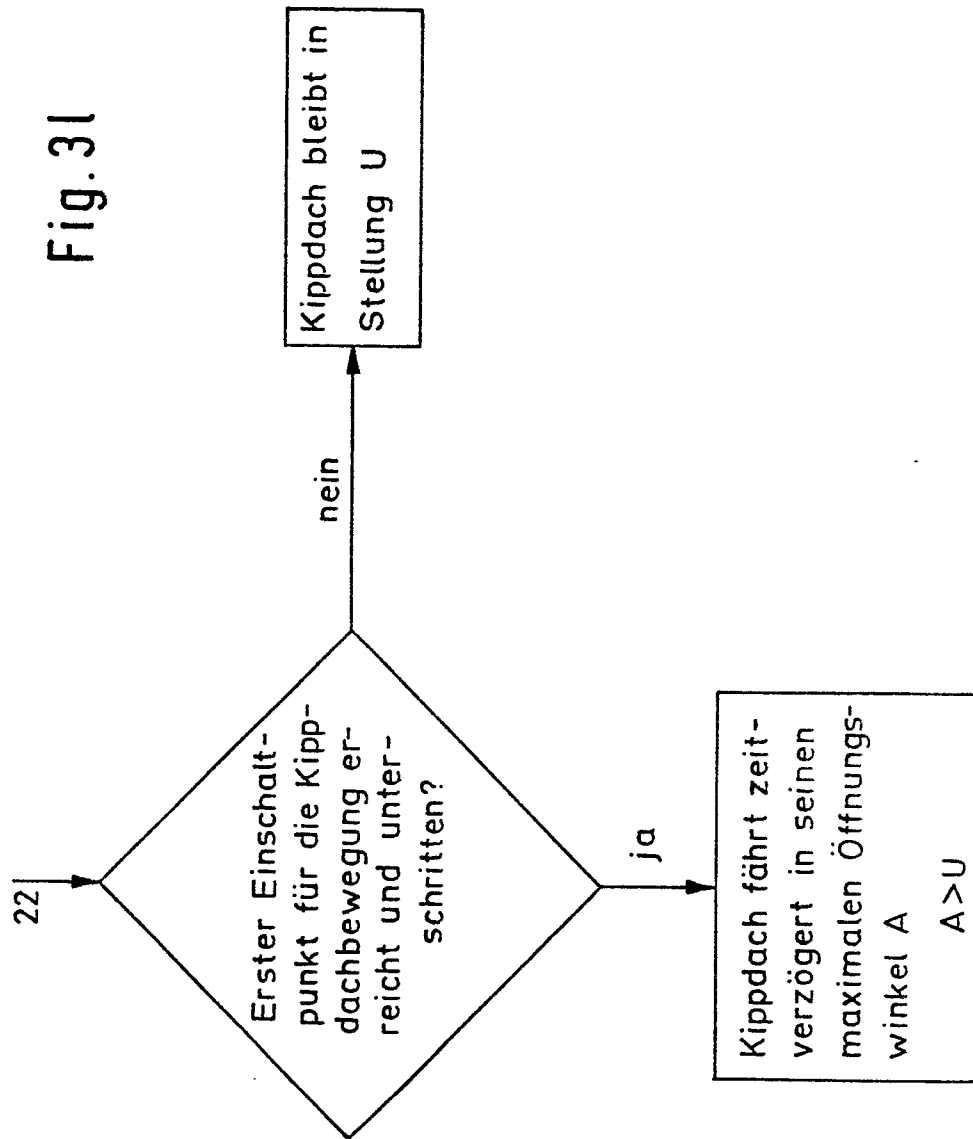 Fig. 3l
22
Erster Einschalt-
punkt für die Kipp-
dachbewegung er-
reicht und unter-
schritten?
nein
Kippdach bleibt in
Stellung U
ja
Kippdach fährt zeit-
verzögert in seinen
maximalen Öffnungs-
winkel A
A>U